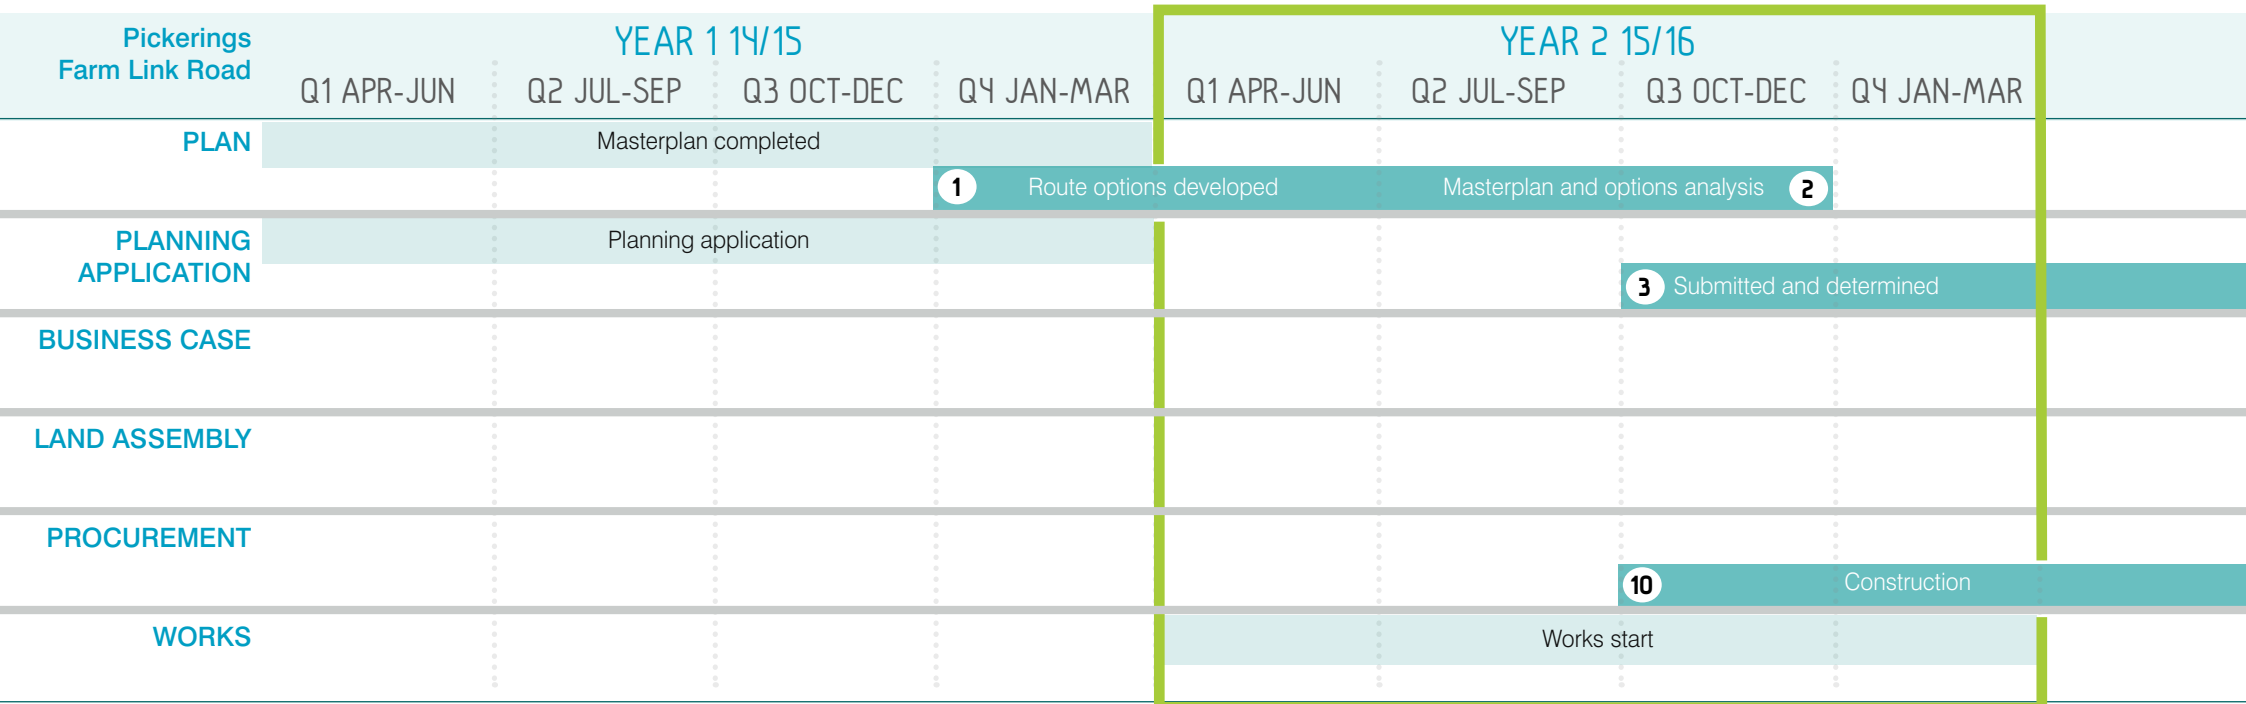 Pickerings
Farm Link Road
YEAR 1 14/15
YEAR 2 15/16
Q1 APR-JUN
Q2 JUL-SEP
Q3 OCT-DEC
Q4 JAN-MAR
Q1 APR-JUN
Q2 JUL-SEP
Q3 OCT-DEC
Q4 JAN-MAR
PLAN
Masterplan completed
1 Route options developed
Masterplan and options analysis 2
PLANNING
APPLICATION
Planning application
3 Submitted and determined
BUSINESS CASE
LAND ASSEMBLY
PROCUREMENT
10 Construction
WORKS
Works start